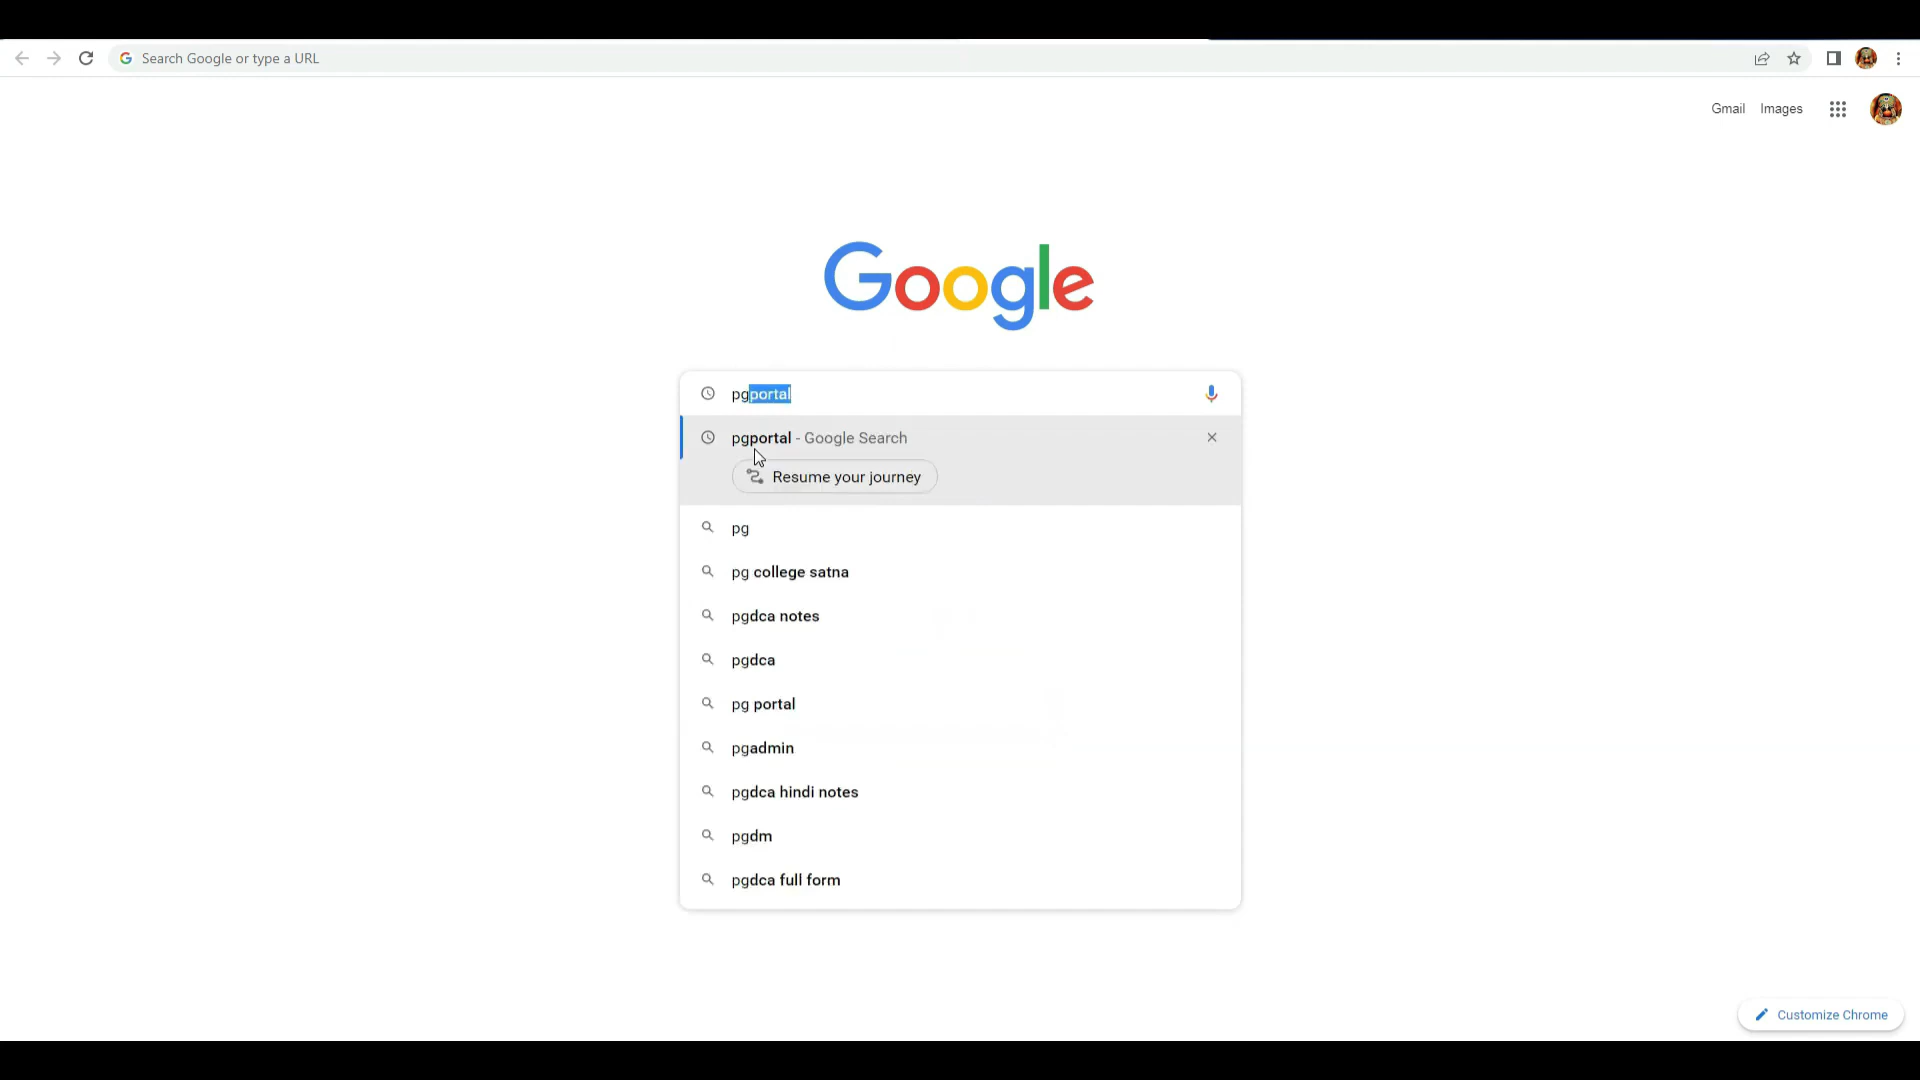 Search Google or type a URL
Gmail Images
Google
pgportal
pgportal - Google Search
Resume your journey
pg
pg college satna
pgdca notes
pgdca
pg portal
pgadmin
pgdca hindi notes
pgdm
pgdca full form
Customize Chrome